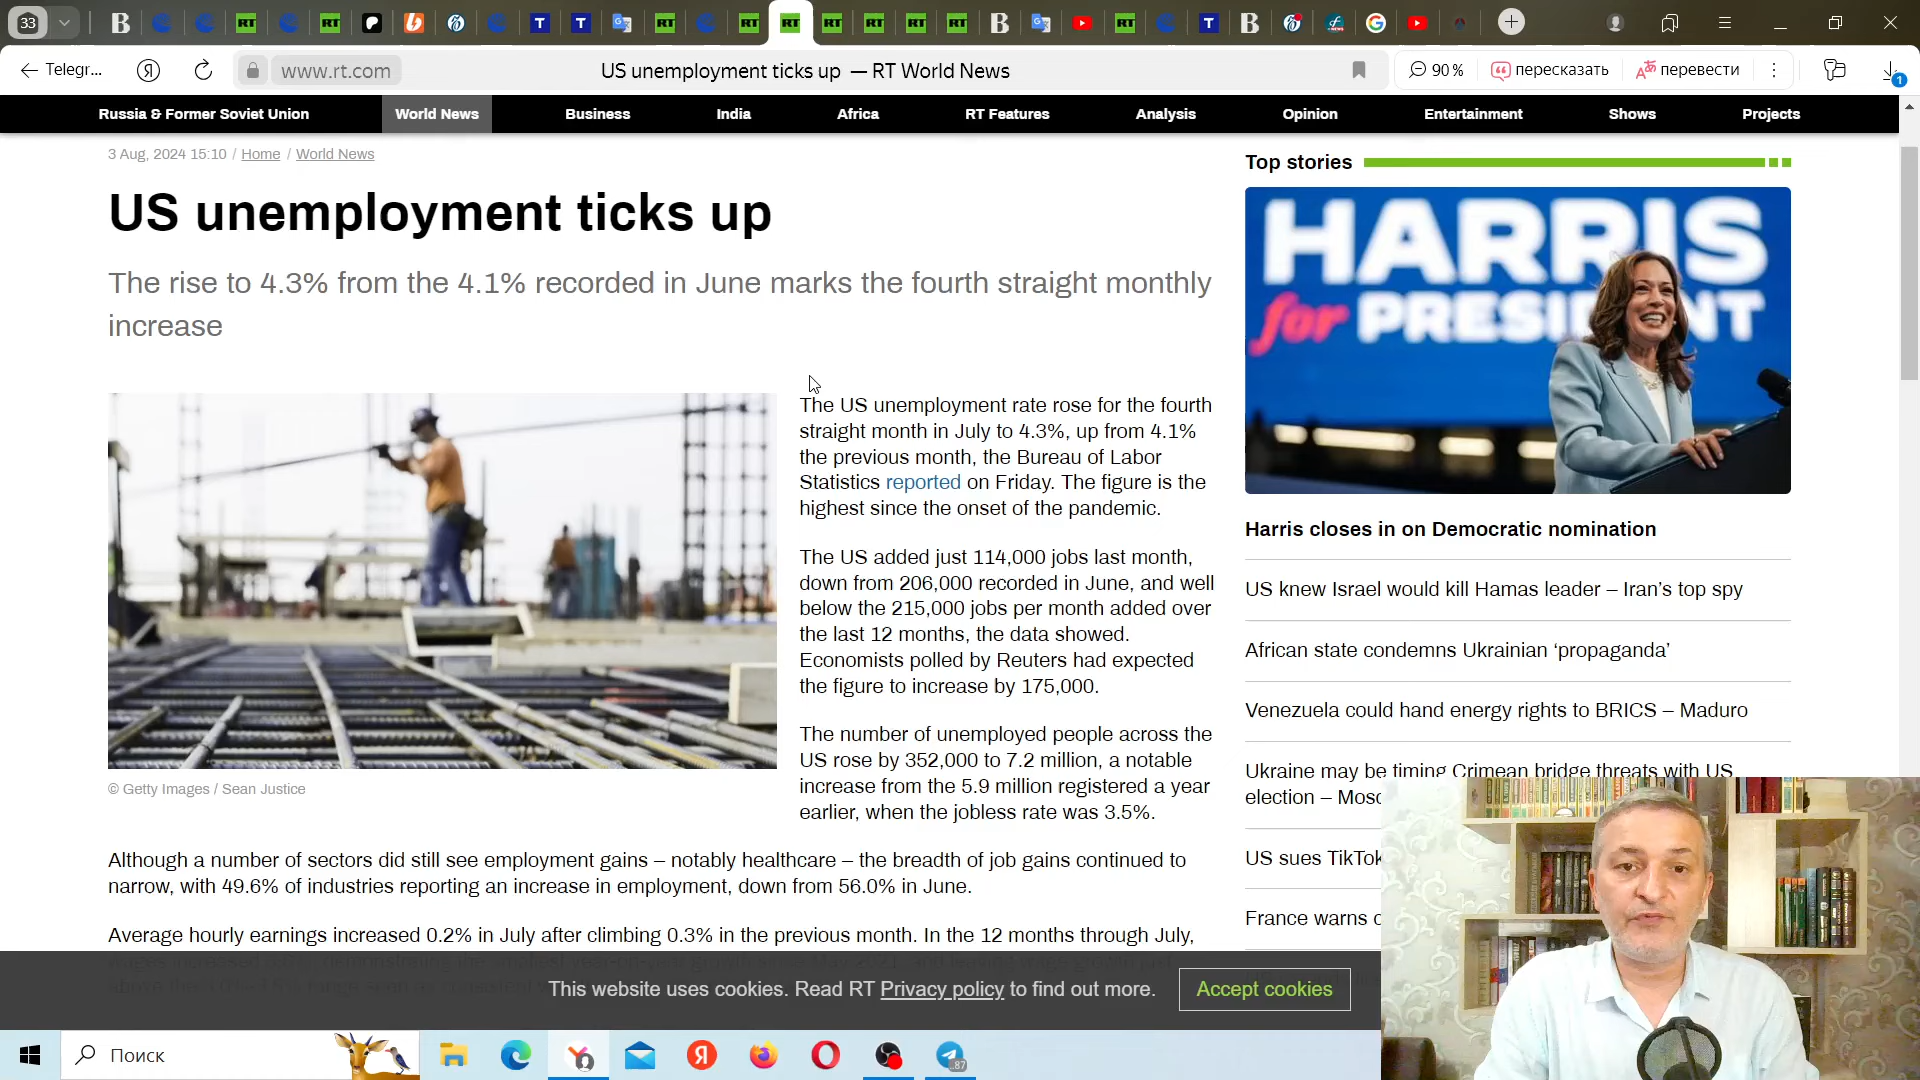 33
Telegr...
www.rt.com
US unemployment ticks up — RT World News
90 %
пересказать
перевести
1
Russia & Former Soviet Union
World News
Business
India
Africa
RT Features
Analysis
Opinion
Entertainment
Shows
Projects
3 Aug, 2024 15:10 / Home / World News
US unemployment ticks up
The rise to 4.3% from the 4.1% recorded in June marks the fourth straight monthly
increase
The US unemployment rate rose for the fourth
straight month in July to 4.3%, up from 4.1%
the previous month, the Bureau of Labor
Statistics reported on Friday. The figure is the
highest since the onset of the pandemic.
The US added just 114,000 jobs last month,
down from 206,000 recorded in June, and well
below the 215,000 jobs per month added over
the last 12 months, the data showed.
Economists polled by Reuters had expected
the figure to increase by 175,000.
The number of unemployed people across the
US rose by 352,000 to 7.2 million, a notable
increase from the 5.9 million registered a year
earlier, when the jobless rate was 3.5%.
© Getty Images / Sean Justice
Although a number of sectors did still see employment gains – notably healthcare – the breadth of job gains continued to
narrow, with 49.6% of industries reporting an increase in employment, down from 56.0% in June.
Average hourly earnings increased 0.2% in July after climbing 0.3% in the previous month. In the 12 months through July,
Top stories
HARRIS
for PRESIDENT
Harris closes in on Democratic nomination
US knew Israel would kill Hamas leader – Iran's top spy
African state condemns Ukrainian 'propaganda'
Venezuela could hand energy rights to BRICS – Maduro
Ukraine may be timing Crimean bridge threats with US
election – Mosc
US sues TikTok
France warns
This website uses cookies. Read RT Privacy policy to find out more.
Accept cookies
Поиск
87